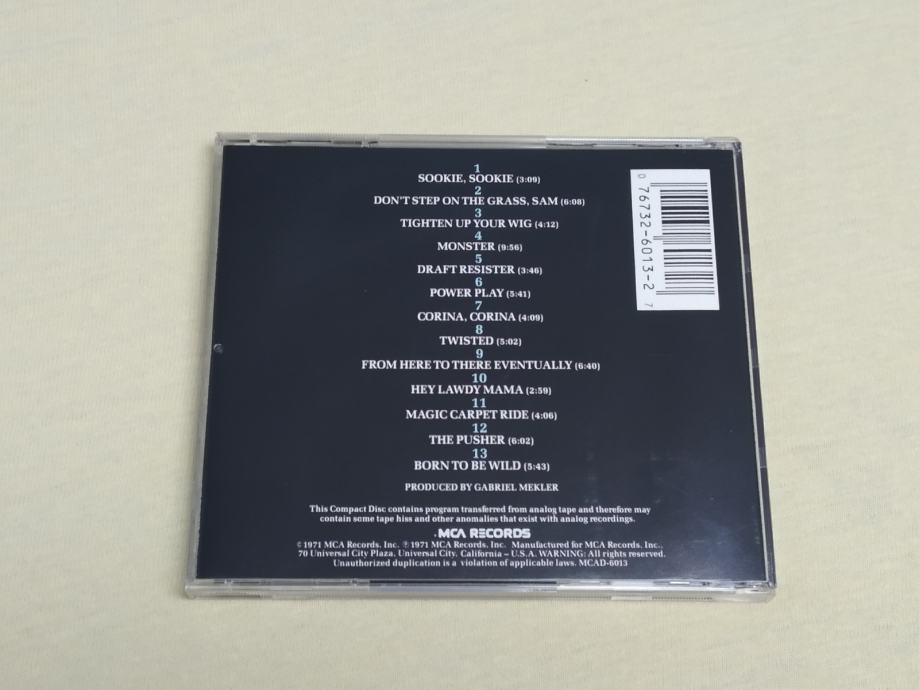 1
SOOKIE, SOOKIE (3:09)
2
DON'T STEP ON THE GRASS, SAM (6:08)
3
TIGHTEN UP YOUR WIG (4:12)
4
MONSTER (9:56)
5
DRAFT RESISTER (3:46)
6
POWER PLAY (5:41)
7
CORINA, CORINA (4:09)
8
TWISTED (5:02)
9
FROM HERE TO THERE EVENTUALLY (6:40)
10
HEY LAWDY MAMA (2:59)
11
MAGIC CARPET RIDE (4:06)
12
THE PUSHER (6:02)
13
BORN TO BE WILD (5:43)
PRODUCED BY GABRIEL MEKLER
This Compact Disc contains program transferred from analog tape and therefore may
contain some tape hiss and other anomalies that exist with analog recordings.
MCA RECORDS
©1971 MCA Records, Inc. ℗1971 MCA Records, Inc. Manufactured for MCA Records, Inc.,
70 Universal City Plaza, Universal City, California – U.S.A. WARNING: All rights reserved.
Unauthorized duplication is a violation of applicable laws. MCAD-6013
0 76732-6013-2 7